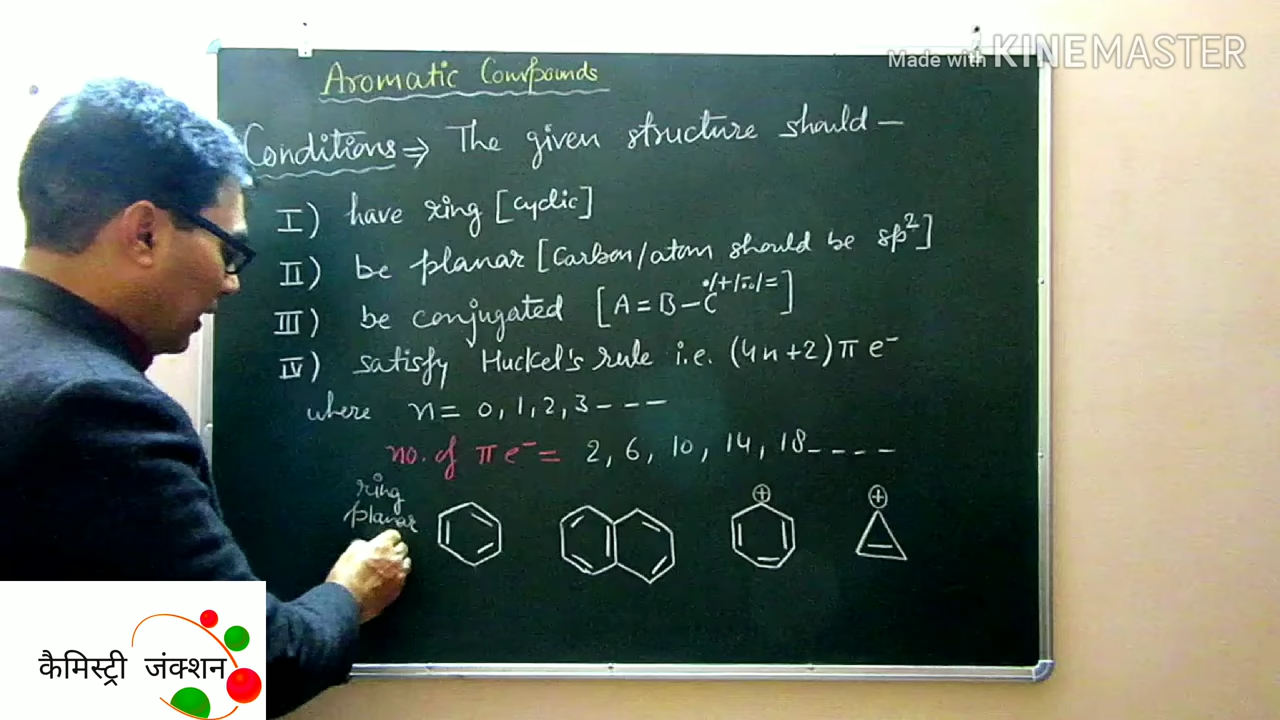 Made with KINEMASTER
Aromatic Compounds
Conditions ⇒ The given structure should –
I) have ring [cyclic]
II) be planar [Carbon/atom should be sp²]
III) be conjugated [A = B – C •/+/–../=]
IV) satisfy Huckel's rule i.e. (4n+2) π e⁻
where n = 0, 1, 2, 3 - - -
no. of π e⁻ = 2, 6, 10, 14, 18 - - - -
ring
planar
⊕
⊕
कैमिस्ट्री जंक्शन